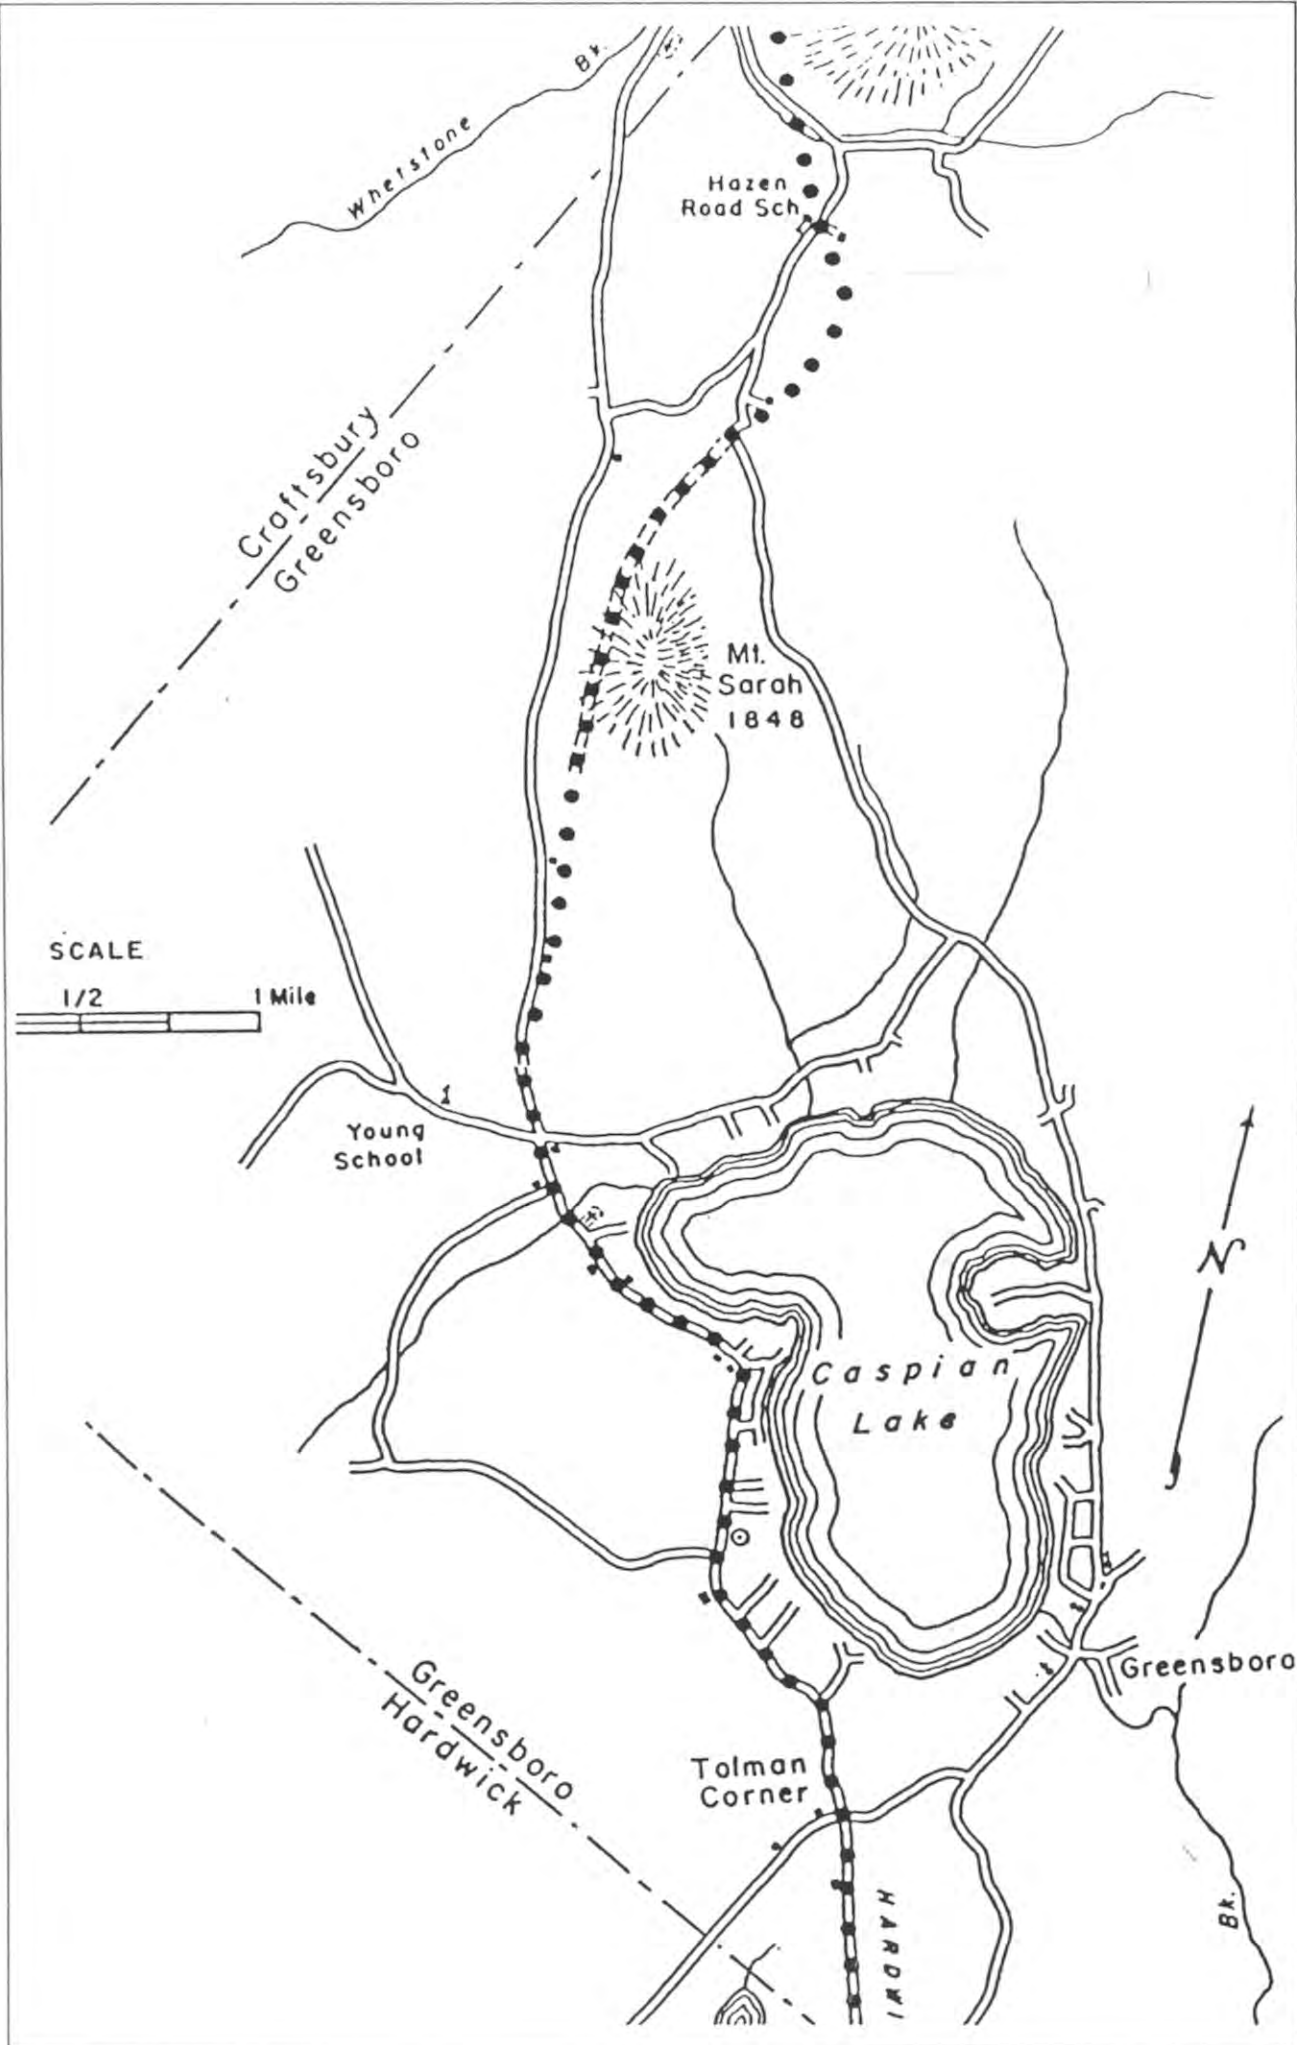 Whetstone Bk.
Hazen
Road Sch
Craftsbury
Greensboro
Mt.
Sarah
1848
SCALE
1/2 1 Mile
Young
School
N
Caspian
Lake
Greensboro
Greensboro
Hardwick
Tolman
Corner
HARDWI
Bk.